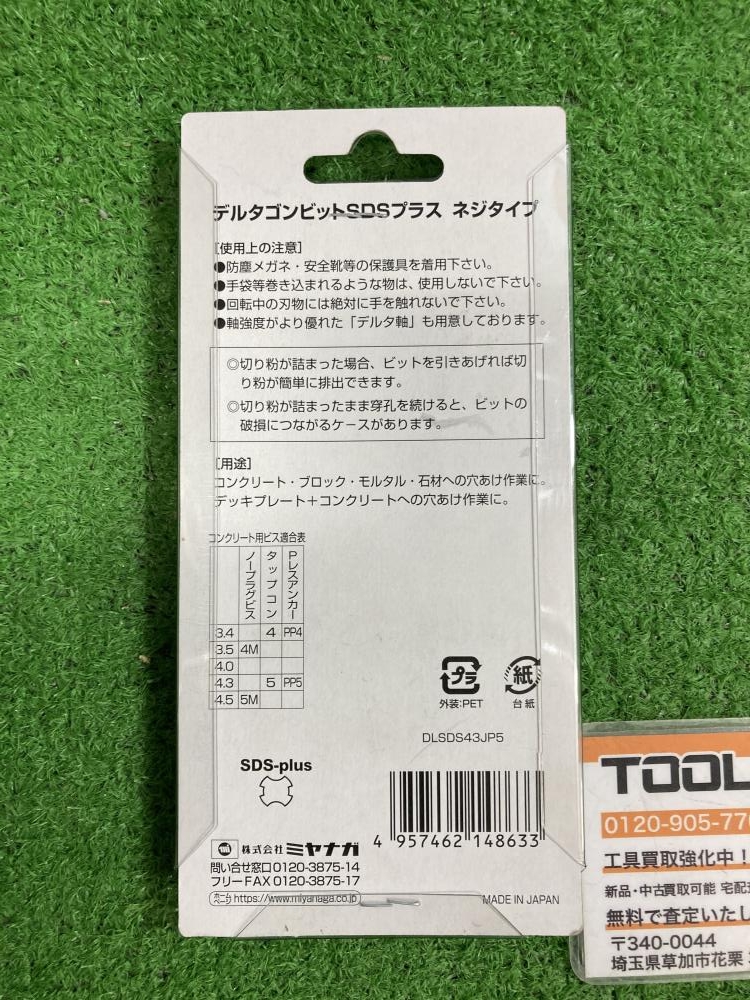 デルタゴンビットSDSプラス ネジタイプ
[使用上の注意]
●防塵メガネ・安全靴等の保護具を着用下さい。
●手袋等巻き込まれるような物は、使用しないで下さい。
●回転中の刃物には絶対に手を触れないで下さい。
●軸強度がより優れた「デルタ軸」も用意しております。
◎切り粉が詰まった場合、ビットを引きあげれば切
り粉が簡単に排出できます。
◎切り粉が詰まったまま穿孔を続けると、ビットの
破損につながるケースがあります。
[用途]
コンクリート・ブロック・モルタル・石材への穴あけ作業に。
デッキプレート+コンクリートへの穴あけ作業に。
コンクリート用ビス適合表
ノープラグビス タップコン Pレスアンカー
3.4 4 PP4
3.5 4M
4.0
4.3 5 PP5
4.5 5M
プラ
外装:PET
紙
台紙
DLSDS43JP5
SDS-plus
4 957462 148633
株式会社ミヤナガ
問い合せ窓口0120-3875-14
フリーFAX0120-3875-17
https://www.miyanaga.co.jp
MADE IN JAPAN
TOOL
0120-905-77
工具買取強化中!
新品・中古買取可能 宅配
無料で査定いたし
〒340-0044
埼玉県草加市花栗